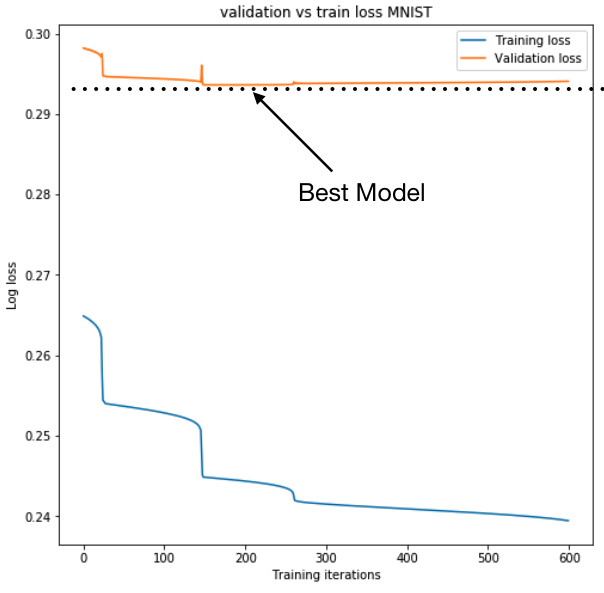 validation vs train loss MNIST
0.30
Training loss
Validation loss
0.29
Best Model
0.28
0.27
Log loss
0.26
0.25
0.24
0
100
200
300
400
500
600
Training iterations